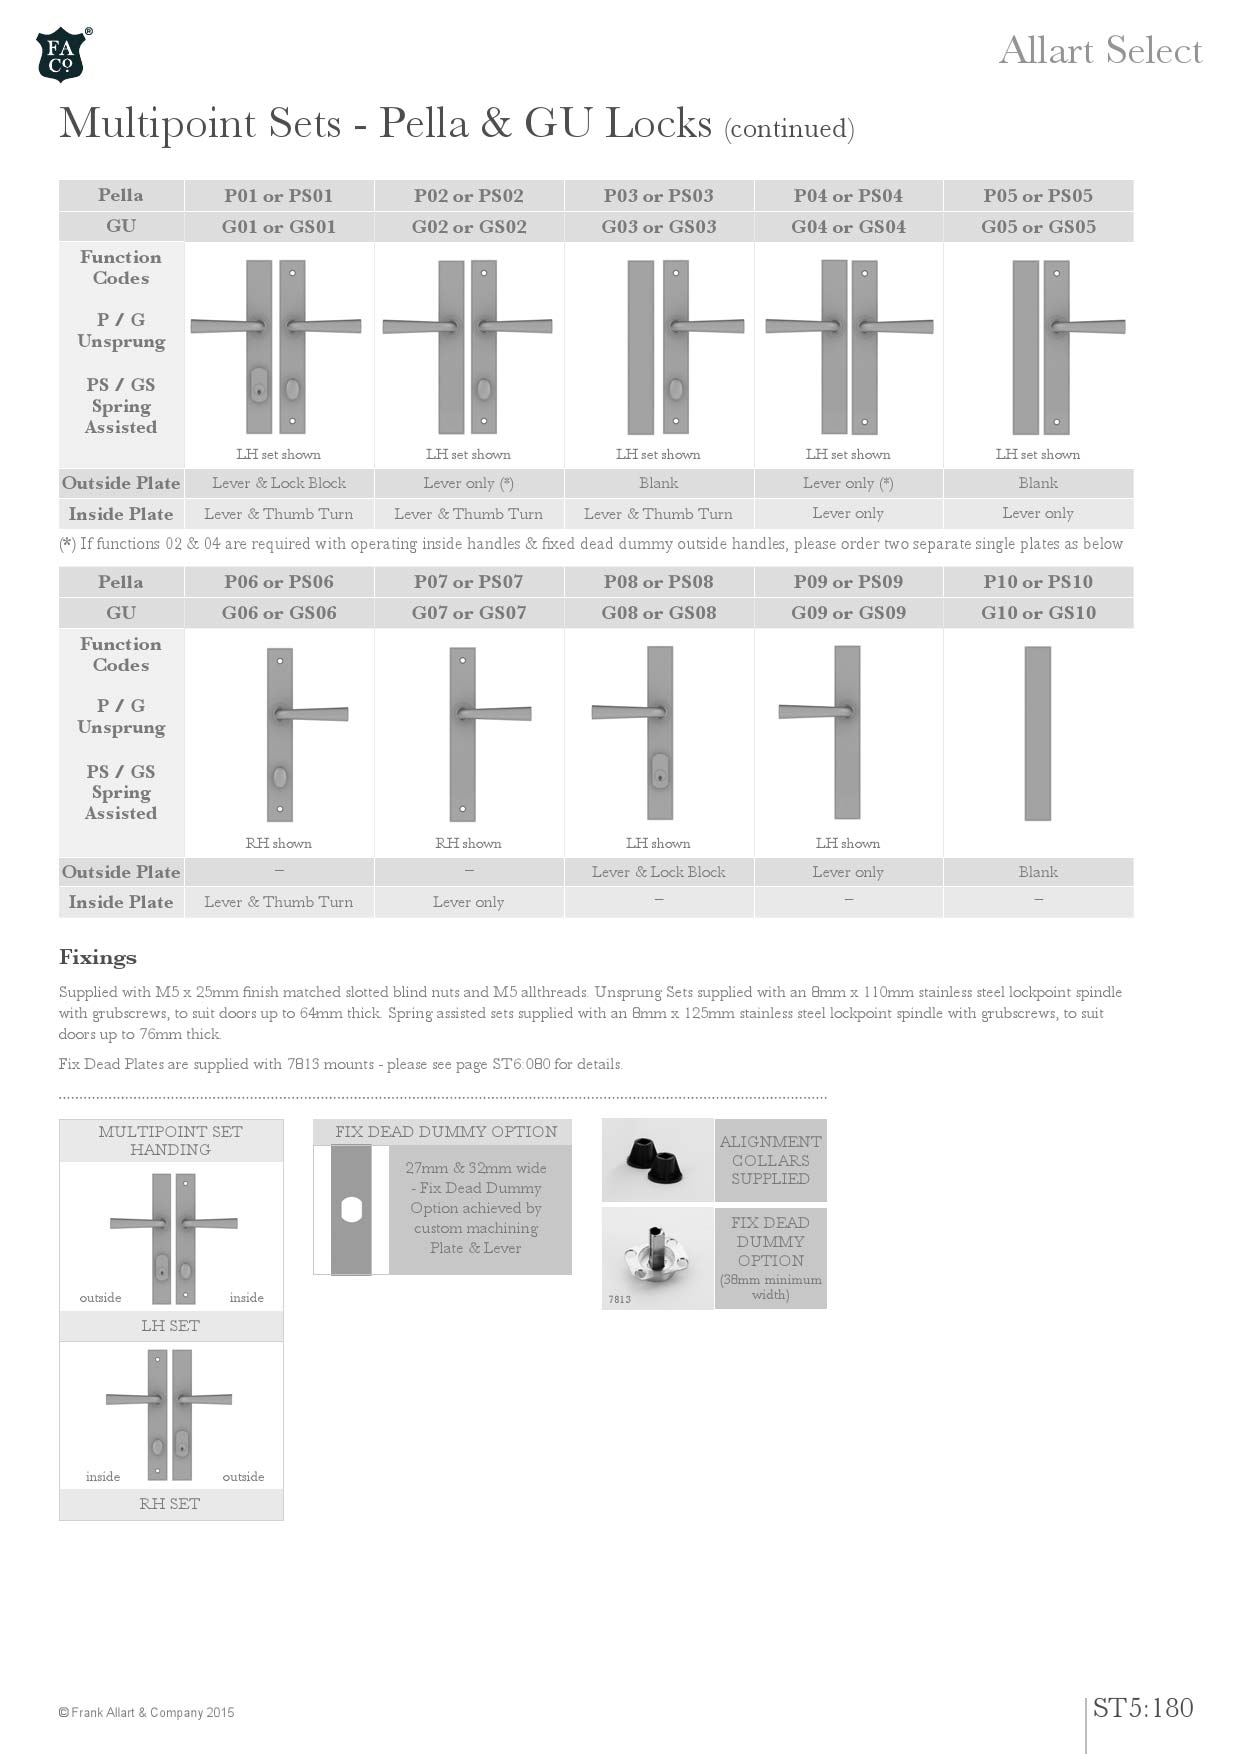 FA
Co.
®
Allart Select
Multipoint Sets - Pella & GU Locks (continued)
Pella P01 or PS01 P02 or PS02 P03 or PS03 P04 or PS04 P05 or PS05
GU G01 or GS01 G02 or GS02 G03 or GS03 G04 or GS04 G05 or GS05
Function
Codes
P / G
Unsprung
PS / GS
Spring
Assisted
LH set shown LH set shown LH set shown LH set shown LH set shown
Outside Plate Lever & Lock Block Lever only (*) Blank Lever only (*) Blank
Inside Plate Lever & Thumb Turn Lever & Thumb Turn Lever & Thumb Turn Lever only Lever only
(*) If functions 02 & 04 are required with operating inside handles & fixed dead dummy outside handles, please order two separate single plates as below
Pella P06 or PS06 P07 or PS07 P08 or PS08 P09 or PS09 P10 or PS10
GU G06 or GS06 G07 or GS07 G08 or GS08 G09 or GS09 G10 or GS10
Function
Codes
P / G
Unsprung
PS / GS
Spring
Assisted
RH shown RH shown LH shown LH shown
Outside Plate – – Lever & Lock Block Lever only Blank
Inside Plate Lever & Thumb Turn Lever only – – –
Fixings
Supplied with M5 x 25mm finish matched slotted blind nuts and M5 allthreads. Unsprung Sets supplied with an 8mm x 110mm stainless steel lockpoint spindle
with grubscrews, to suit doors up to 64mm thick. Spring assisted sets supplied with an 8mm x 125mm stainless steel lockpoint spindle with grubscrews, to suit
doors up to 76mm thick.
Fix Dead Plates are supplied with 7813 mounts - please see page ST6:080 for details.
MULTIPOINT SET
HANDING
outside inside
LH SET
inside outside
RH SET
FIX DEAD DUMMY OPTION
27mm & 32mm wide
- Fix Dead Dummy
Option achieved by
custom machining
Plate & Lever
ALIGNMENT
COLLARS
SUPPLIED
FIX DEAD
DUMMY
OPTION
(38mm minimum
width)
7813
© Frank Allart & Company 2015
ST5:180